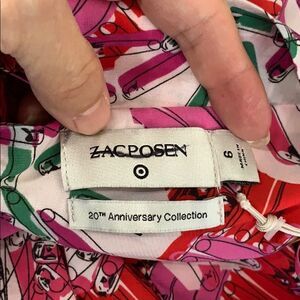 ZAC POSEN
20TH Anniversary Collection
6